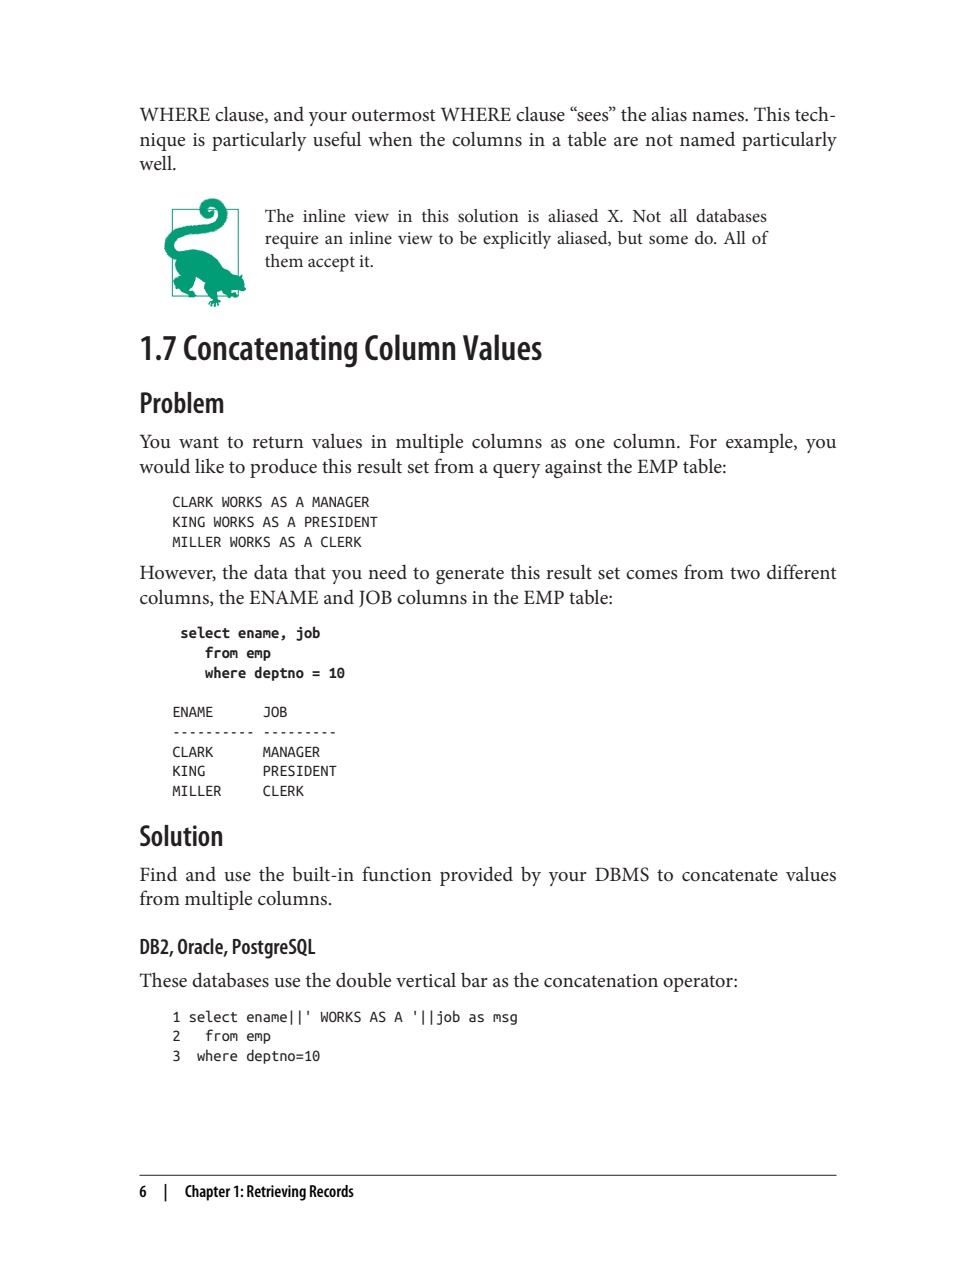 WHERE clause, and your outermost WHERE clause “sees” the alias names. This tech-
nique is particularly useful when the columns in a table are not named particularly
well.
The inline view in this solution is aliased X. Not all databases
require an inline view to be explicitly aliased, but some do. All of
them accept it.
1.7 Concatenating Column Values
Problem
You want to return values in multiple columns as one column. For example, you
would like to produce this result set from a query against the EMP table:
CLARK WORKS AS A MANAGER
KING WORKS AS A PRESIDENT
MILLER WORKS AS A CLERK
However, the data that you need to generate this result set comes from two different
columns, the ENAME and JOB columns in the EMP table:
select ename, job
from emp
where deptno = 10
ENAME      JOB
---------- ---------
CLARK      MANAGER
KING       PRESIDENT
MILLER     CLERK
Solution
Find and use the built-in function provided by your DBMS to concatenate values
from multiple columns.
DB2, Oracle, PostgreSQL
These databases use the double vertical bar as the concatenation operator:
1 select ename||' WORKS AS A '||job as msg
2   from emp
3  where deptno=10
6 | Chapter 1: Retrieving Records